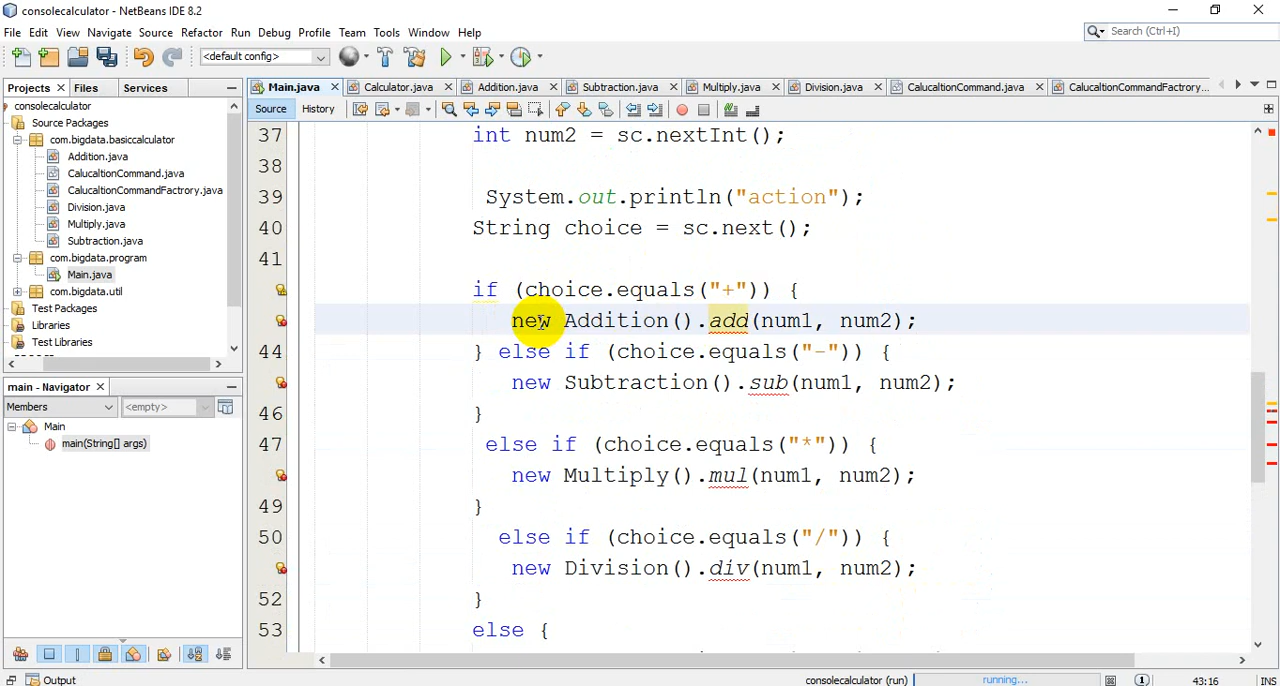 consolecalculator - NetBeans IDE 8.2
File Edit View Navigate Source Refactor Run Debug Profile Team Tools Window Help
Search (Ctrl+I)
<default config>
Projects Files Services
Main.java Calculator.java Addition.java Subtraction.java Multiply.java Division.java CalucaltionCommand.java CalucaltionCommandFactrory...
Source History
consolecalculator
Source Packages
com.bigdata.basiccalculator
Addition.java
CalucaltionCommand.java
CalucaltionCommandFactrory.java
Division.java
Multiply.java
Subtraction.java
com.bigdata.program
Main.java
com.bigdata.util
Test Packages
Libraries
Test Libraries
main - Navigator
Members <empty>
Main
main(String[] args)
37 int num2 = sc.nextInt();
38
39 System.out.println("action");
40 String choice = sc.next();
41
if (choice.equals("+")) {
new Addition().add(num1, num2);
44 } else if (choice.equals("-")) {
new Subtraction().sub(num1, num2);
46 }
47 else if (choice.equals("*")) {
new Multiply().mul(num1, num2);
49 }
50 else if (choice.equals("/")) {
new Division().div(num1, num2);
52 }
53 else {
Output
consolecalculator (run) running... 1 43:16 INS